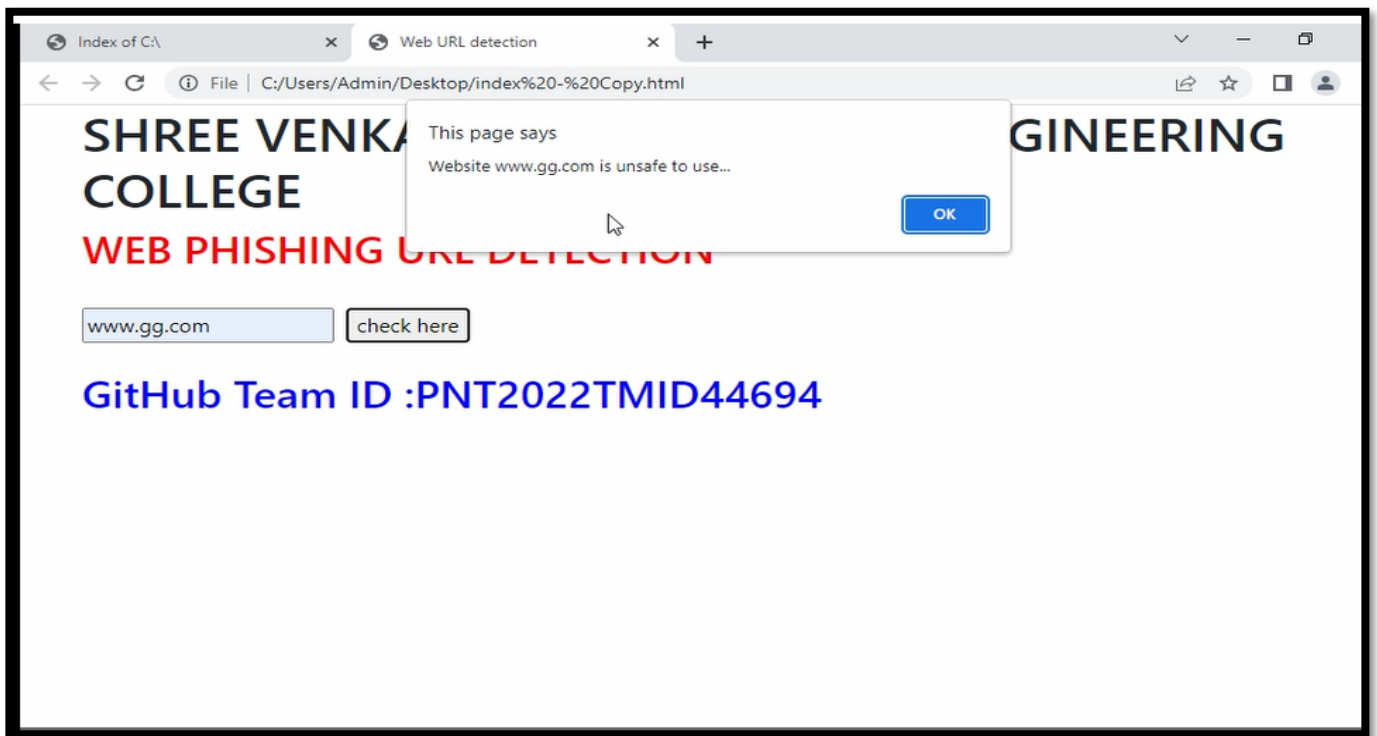 Index of C:\
Web URL detection
File | C:/Users/Admin/Desktop/index%20-%20Copy.html
This page says
Website www.gg.com is unsafe to use...
OK
SHREE GINEERING
COLLEGE
WEB PHISHING URL DETECTION
www.gg.com check here
GitHub Team ID :PNT2022TMID44694